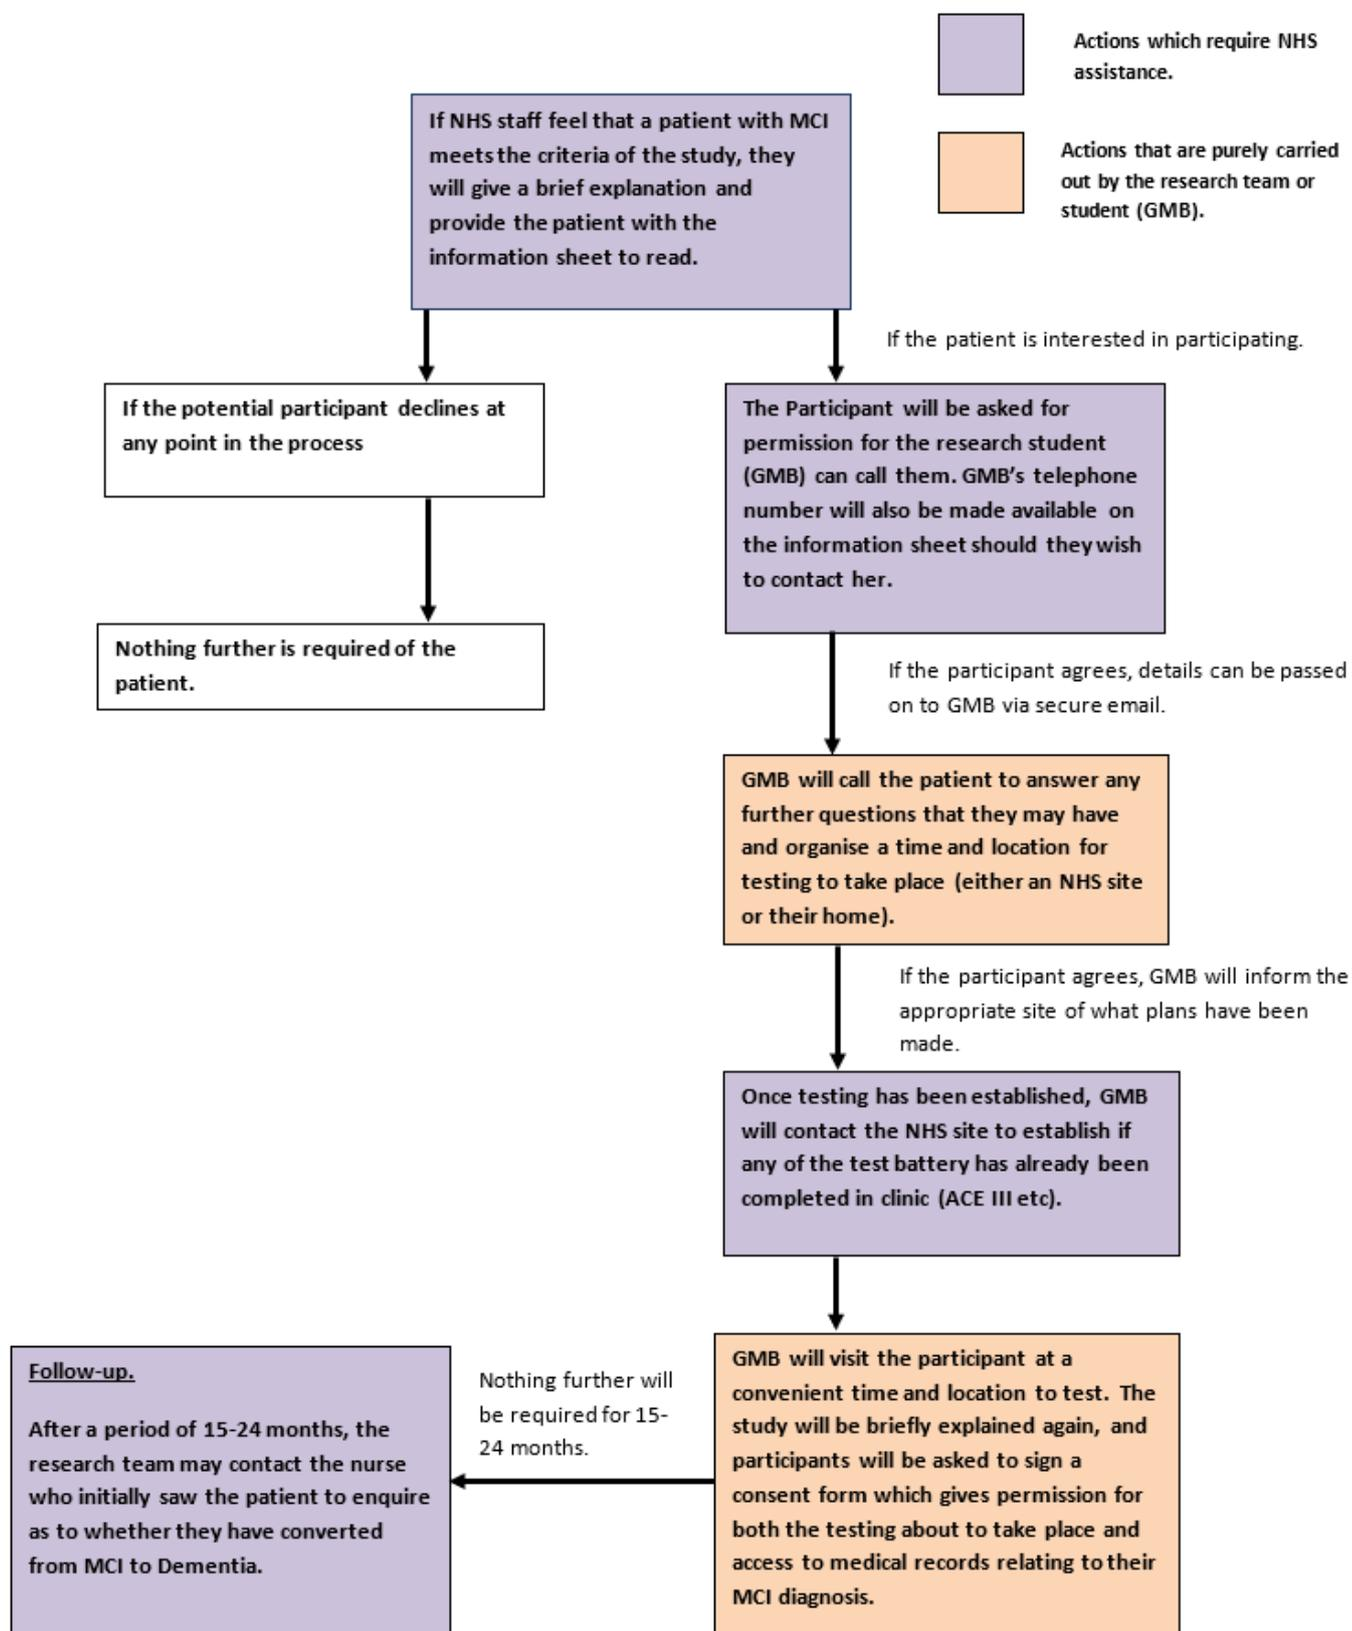 Actions which require NHS
assistance.
Actions that are purely carried
out by the research team or
student (GMB).
If NHS staff feel that a patient with MCI
meets the criteria of the study, they
will give a brief explanation and
provide the patient with the
information sheet to read.
If the patient is interested in participating.
If the potential participant declines at
any point in the process
Nothing further is required of the
patient.
The Participant will be asked for
permission for the research student
(GMB) can call them. GMB's telephone
number will also be made available on
the information sheet should they wish
to contact her.
If the participant agrees, details can be passed
on to GMB via secure email.
GMB will call the patient to answer any
further questions that they may have
and organise a time and location for
testing to take place (either an NHS site
or their home).
If the participant agrees, GMB will inform the
appropriate site of what plans have been
made.
Once testing has been established, GMB
will contact the NHS site to establish if
any of the test battery has already been
completed in clinic (ACE III etc).
GMB will visit the participant at a
convenient time and location to test. The
study will be briefly explained again, and
participants will be asked to sign a
consent form which gives permission for
both the testing about to take place and
access to medical records relating to their
MCI diagnosis.
Nothing further will
be required for 15-
24 months.
Follow-up.
After a period of 15-24 months, the
research team may contact the nurse
who initially saw the patient to enquire
as to whether they have converted
from MCI to Dementia.